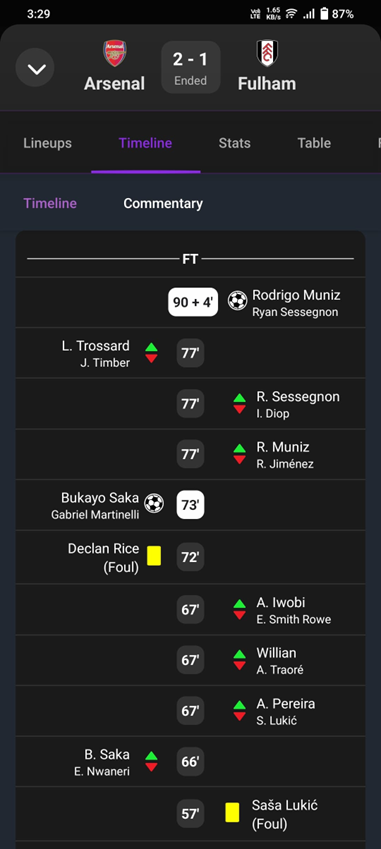 3:29
Vo) LTE 1.65 KB/s 87%
2 - 1
Ended
Arsenal
Fulham
Lineups Timeline Stats Table
Timeline Commentary
FT
90 + 4' Rodrigo Muniz
Ryan Sessegnon
L. Trossard
J. Timber 77'
77' R. Sessegnon
I. Diop
77' R. Muniz
R. Jiménez
Bukayo Saka
Gabriel Martinelli 73'
Declan Rice
(Foul) 72'
67' A. Iwobi
E. Smith Rowe
67' Willian
A. Traoré
67' A. Pereira
S. Lukić
B. Saka
E. Nwaneri 66'
57' Saša Lukić
(Foul)